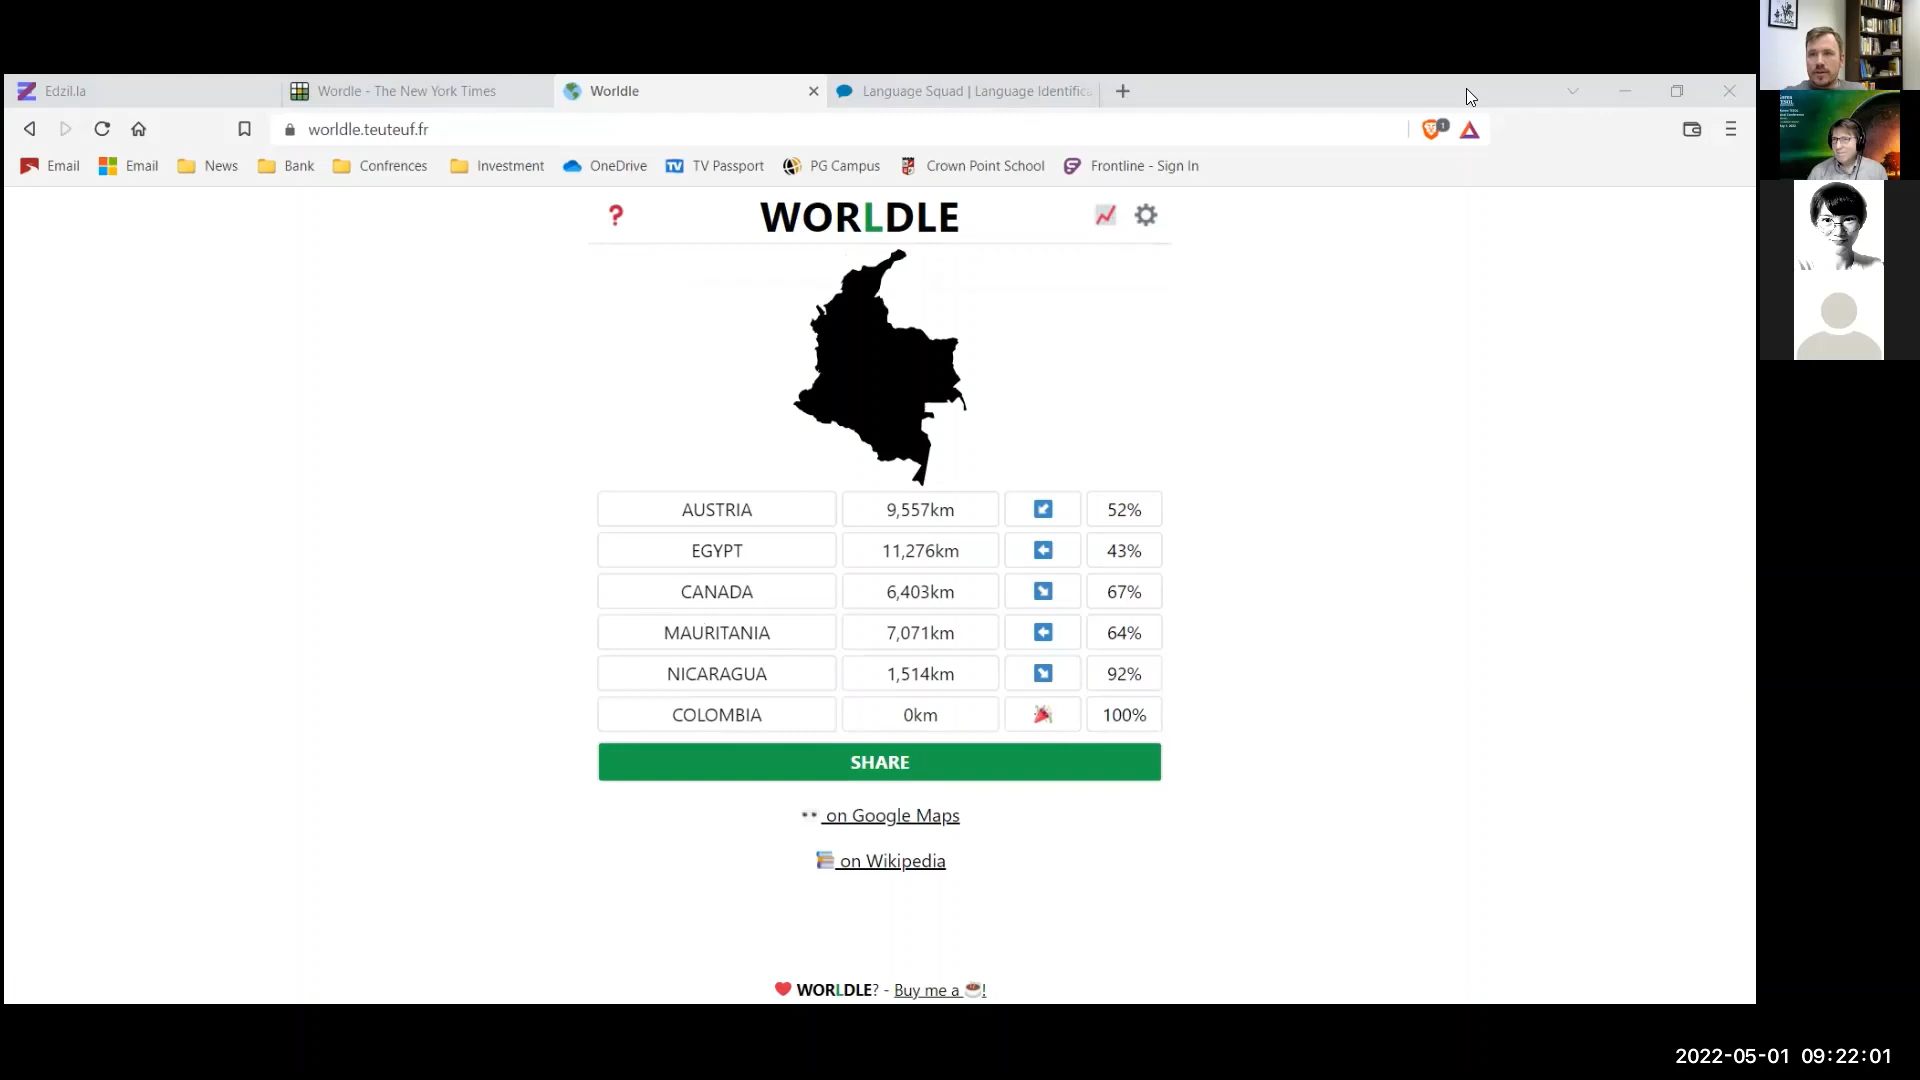 Edzil.la
Wordle - The New York Times
Worldle
Language Squad | Language Identifica
worldle.teuteuf.fr
1
Email
Email
News
Bank
Confrences
Investment
OneDrive
TV Passport
PG Campus
Crown Point School
Frontline - Sign In
? WORLDLE
AUSTRIA 9,557km 52%
EGYPT 11,276km 43%
CANADA 6,403km 67%
MAURITANIA 7,071km 64%
NICARAGUA 1,514km 92%
COLOMBIA 0km 100%
SHARE
on Google Maps
on Wikipedia
WORLDLE? - Buy me a !
2022-05-01 09:22:01